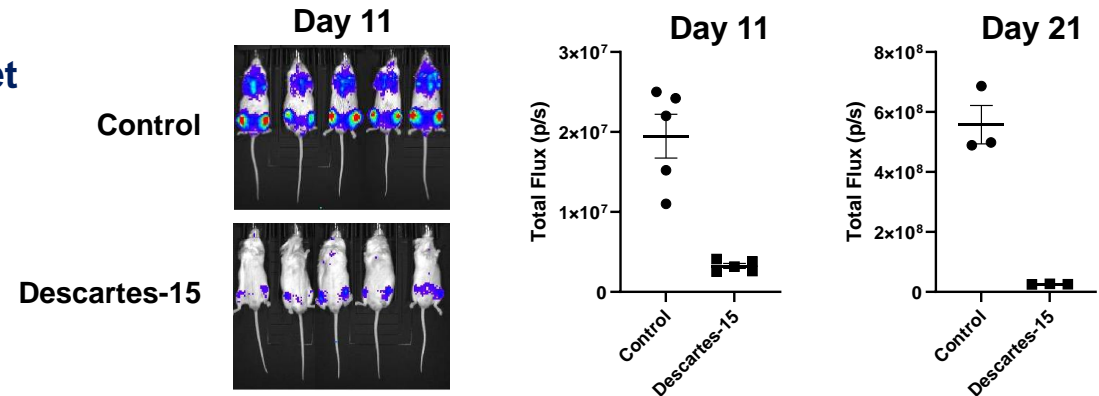 et
Day 11
Control
Descartes-15
Day 11
Total Flux (p/s)
3×10⁷
2×10⁷
1×10⁷
0
Control
Descartes-15
Day 21
Total Flux (p/s)
8×10⁸
6×10⁸
4×10⁸
2×10⁸
0
Control
Descartes-15